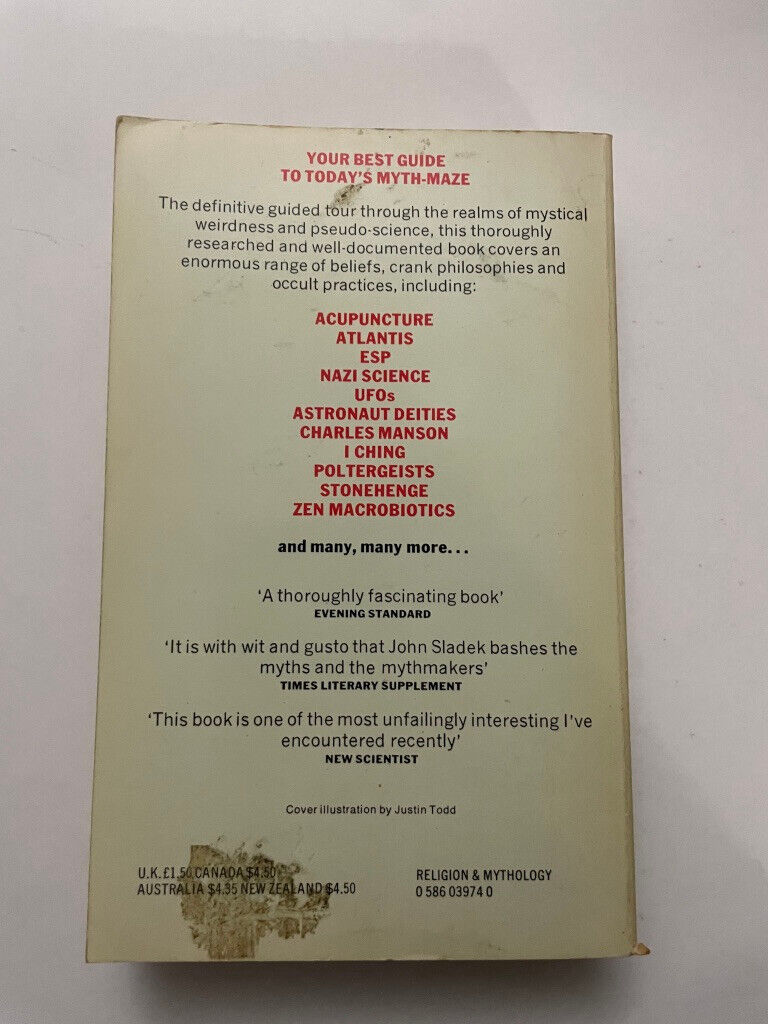 YOUR BEST GUIDE
TO TODAY'S MYTH-MAZE
The definitive guided tour through the realms of mystical
weirdness and pseudo-science, this thoroughly
researched and well-documented book covers an
enormous range of beliefs, crank philosophies and
occult practices, including:
ACUPUNCTURE
ATLANTIS
ESP
NAZI SCIENCE
UFOs
ASTRONAUT DEITIES
CHARLES MANSON
I CHING
POLTERGEISTS
STONEHENGE
ZEN MACROBIOTICS
and many, many more...
'A thoroughly fascinating book'
EVENING STANDARD
'It is with wit and gusto that John Sladek bashes the
myths and the mythmakers'
TIMES LITERARY SUPPLEMENT
'This book is one of the most unfailingly interesting I've
encountered recently'
NEW SCIENTIST
Cover illustration by Justin Todd
U.K. £1.50 CANADA $4.50
AUSTRALIA $4.35 NEW ZEALAND $4.50
RELIGION & MYTHOLOGY
0 586 03974 0